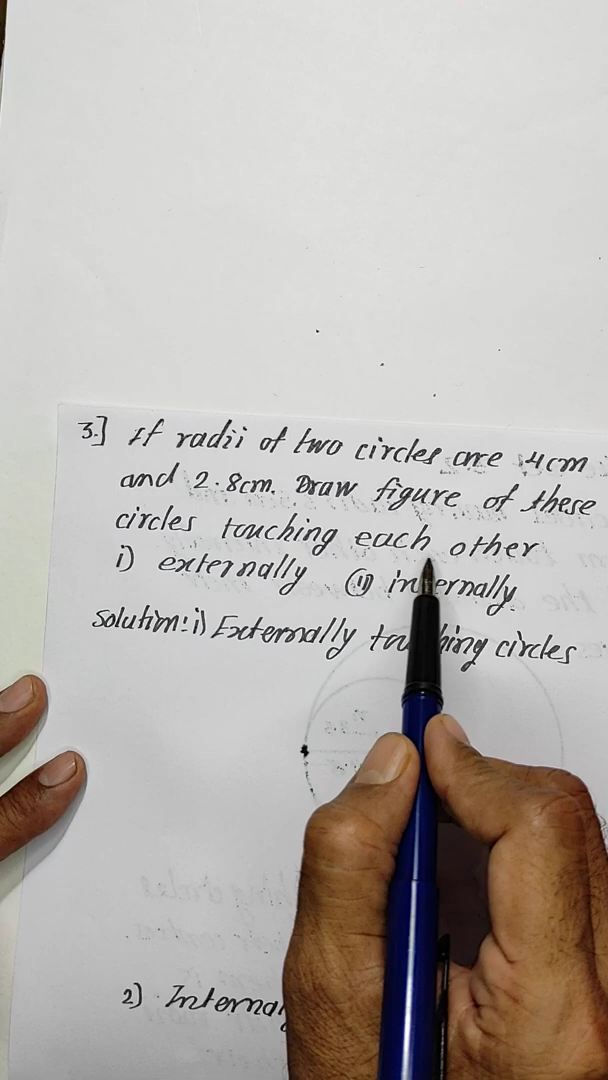 3.] If radii of two circles are 4cm
and 2.8cm. Draw figure of these
circles touching each other
i) externally (ii) internally.
Solution: i) Externally touching circles
2) Interna